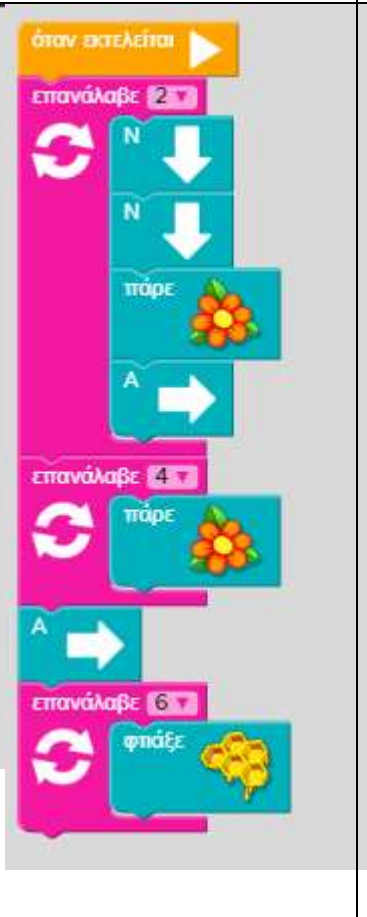 όταν εκτελείται
επανάλαβε 2
Ν
Ν
πάρε
Α
επανάλαβε 4
πάρε
Α
επανάλαβε 6
φτιάξε